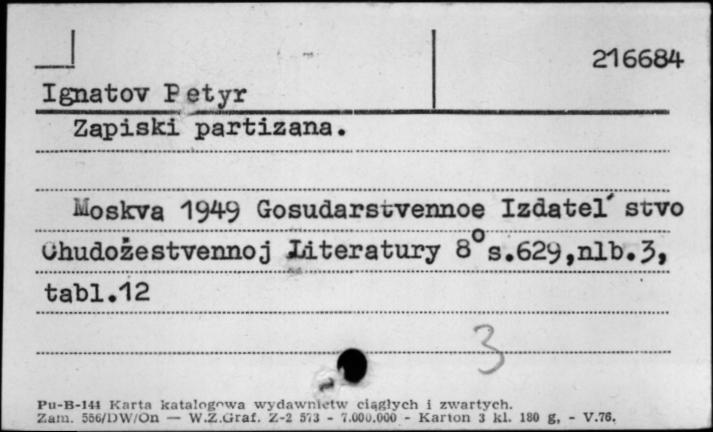 216684
Ignatov Petyr
Zapiski partizana.
Moskva 1949 Gosudarstvennoe Izdatel´stvo
Chudožestvennoj Literatury 8° s.629,nlb.3,
tabl.12
3
Pu-B-144 Karta katalogowa wydawnictw ciągłych i zwartych.
Zam. 556/DW/On — W.Z.Graf. Z-2 573 - 7.000.000 - Karton 3 kl. 180 g, - V.76.